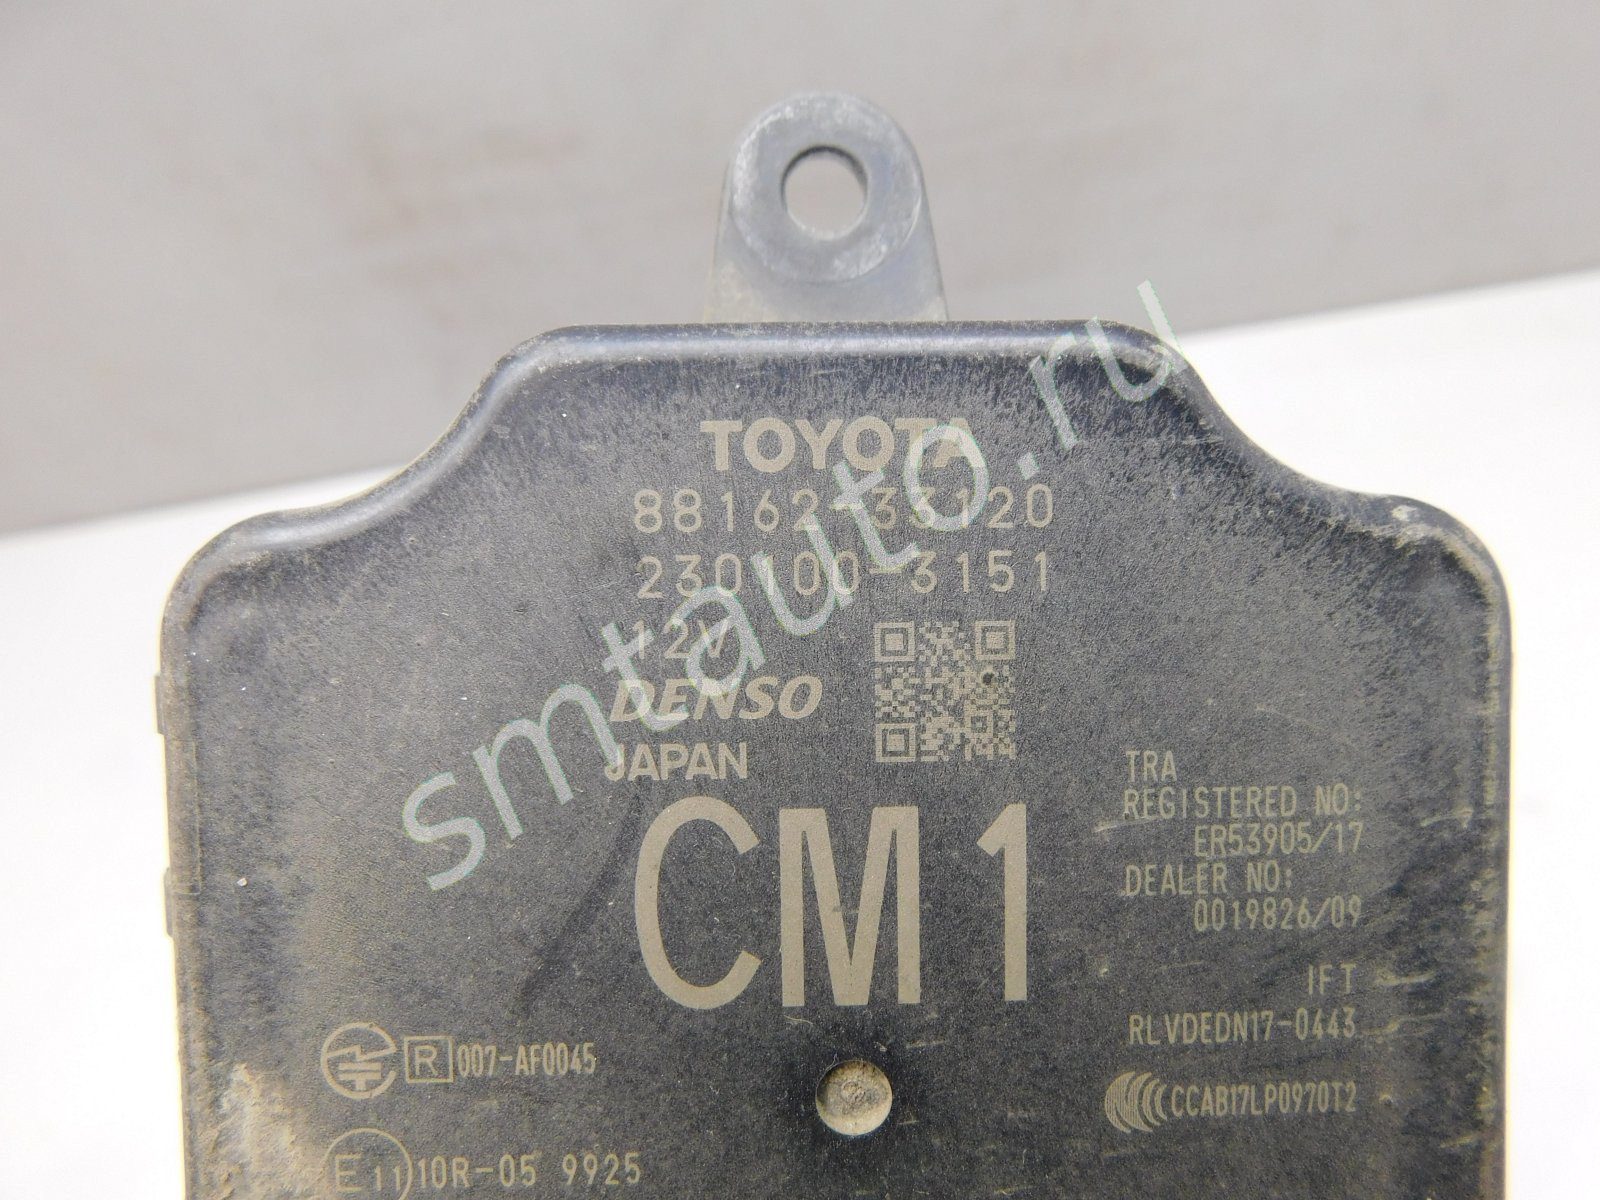 TOYOTA
88162-33120
230100-3151
12V
DENSO
JAPAN
CM1
TRA
REGISTERED NO:
ER53905/17
DEALER NO:
0019826/09
IFT
RLVDEDN17-0443
CCAB17LP0970T2
R 007-AF0045
E11 10R-05 9925
smtauto.ru